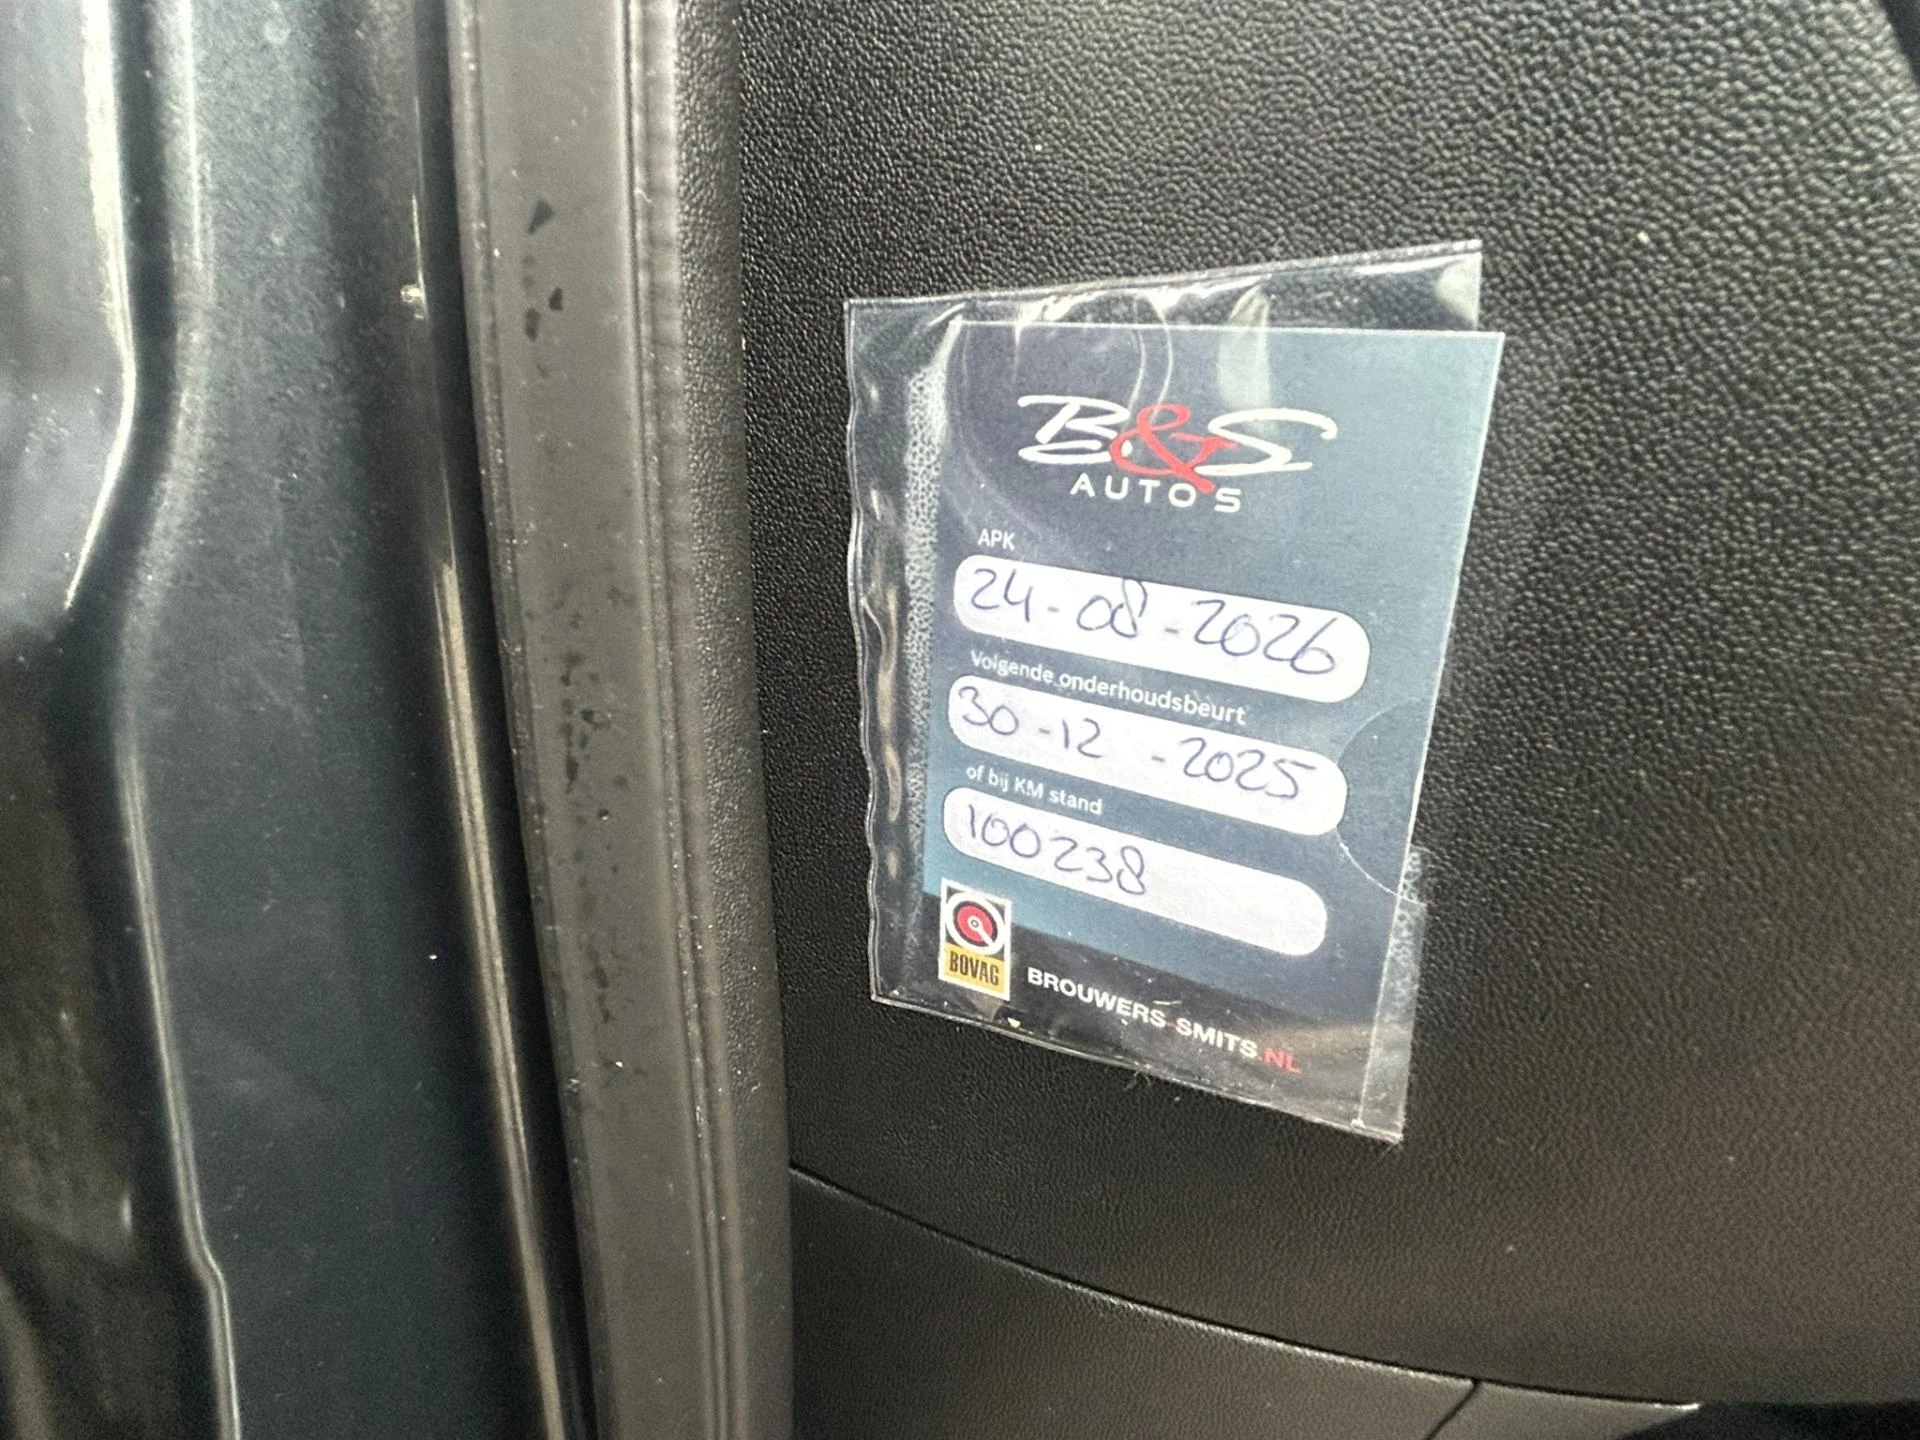 B&S
AUTO'S
APK
24-08-2026
Volgende onderhoudsbeurt
30-12-2025
of bij KM stand
100238
BOVAG
BROUWERS-SMITS.NL